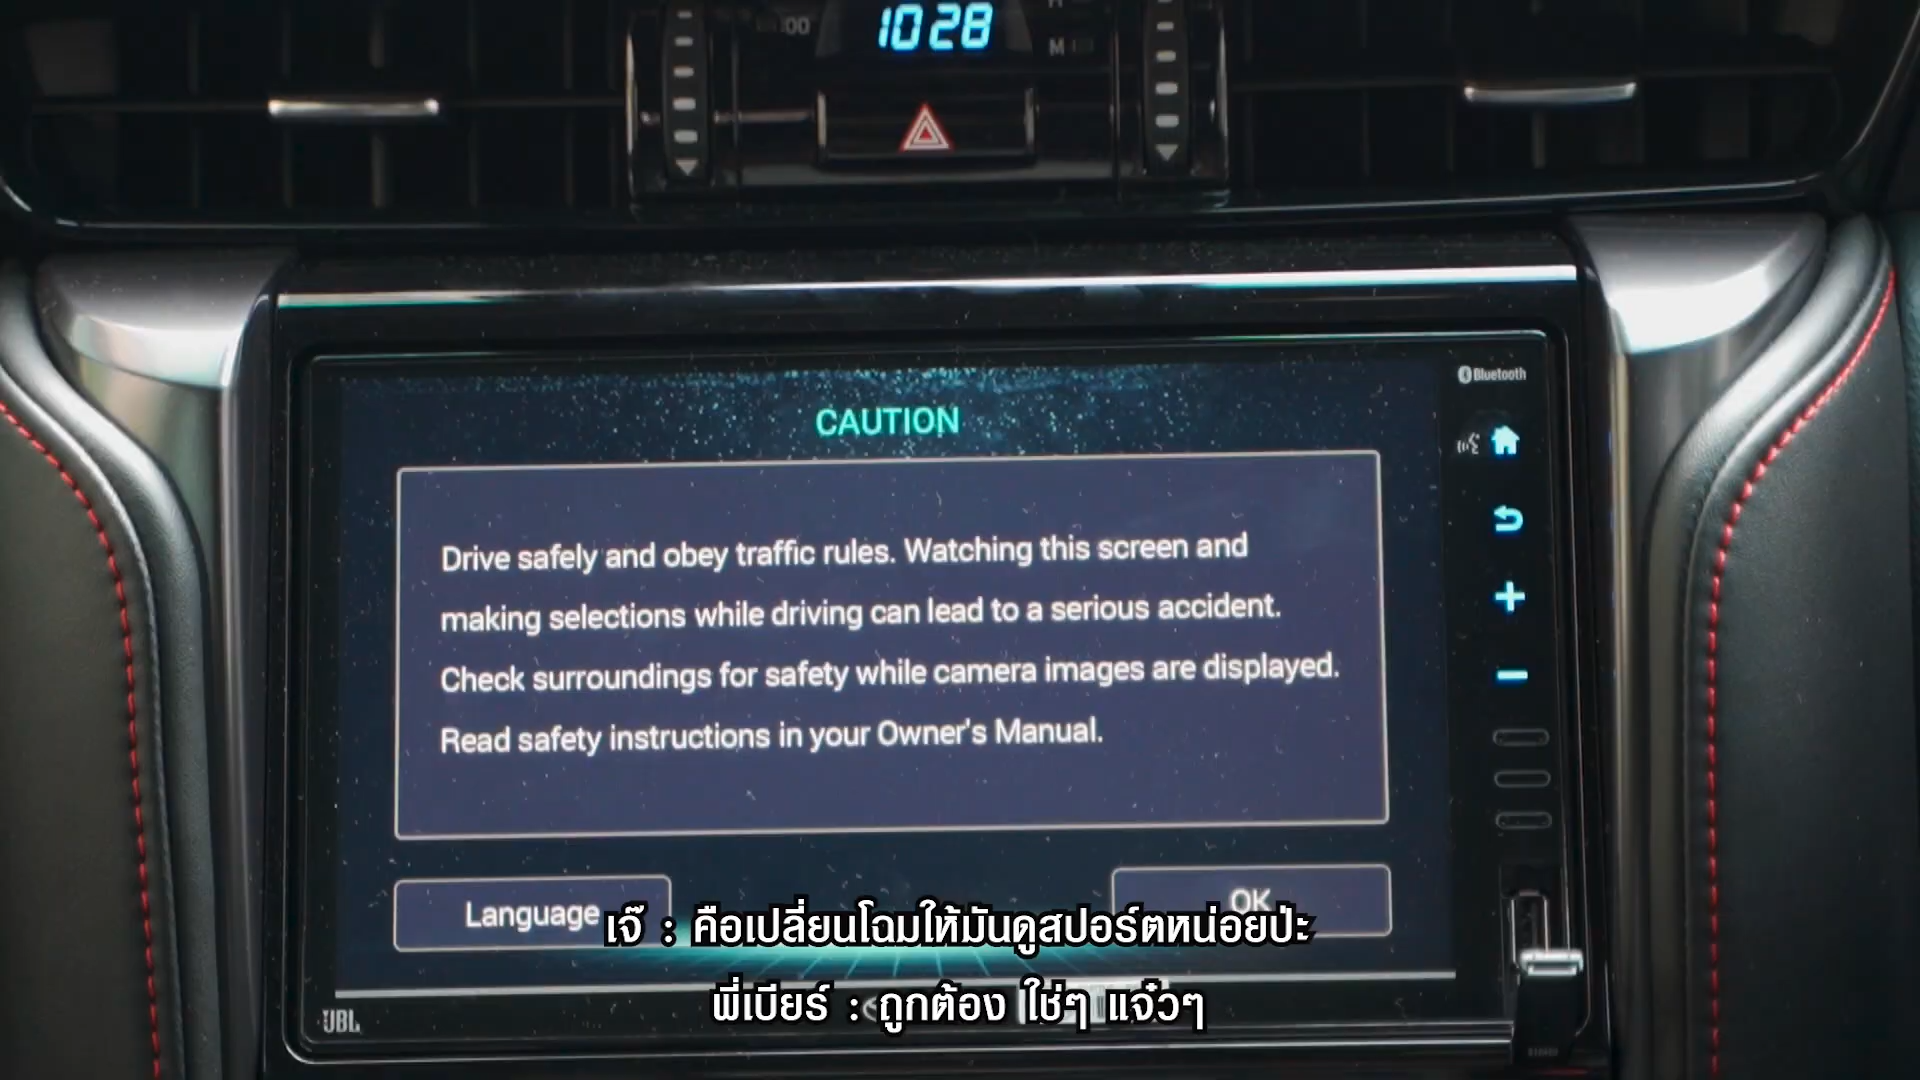 10 28
M
Bluetooth
CAUTION
Drive safely and obey traffic rules. Watching this screen and
making selections while driving can lead to a serious accident.
Check surroundings for safety while camera images are displayed.
Read safety instructions in your Owner's Manual.
Language
OK
เจ๊ : คือเปลี่ยนโฉมให้มันดูสปอร์ตหน่อยป่ะ
พี่เบียร์ : ถูกต้อง ใช่ๆ แจ๋วๆ
JBL